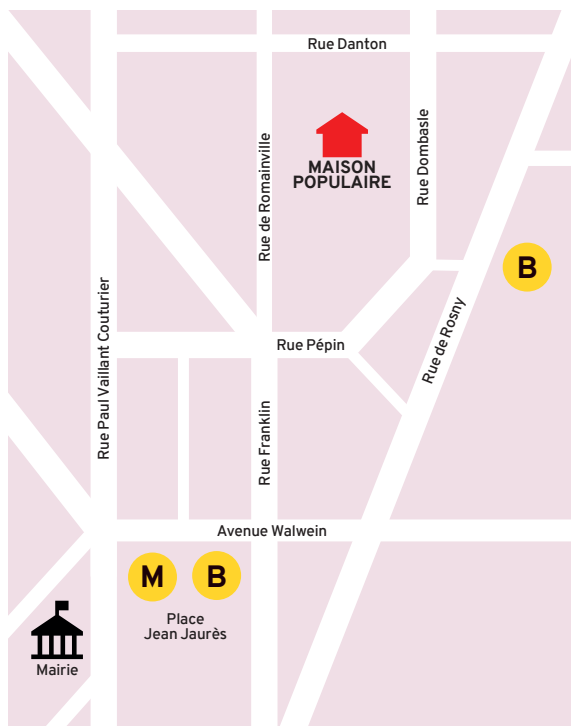 Rue Danton
MAISON
POPULAIRE
Rue Dombasle
Rue de Romainville
B
Rue Paul Vaillant Couturier
Rue Pépin
Rue de Rosny
Rue Franklin
Avenue Walwein
M
B
Place
Jean Jaurès
Mairie